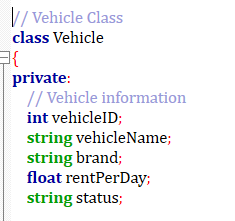 // Vehicle Class
class Vehicle
{
private:
// Vehicle information
int vehicleID;
string vehicleName;
string brand;
float rentPerDay;
string status;